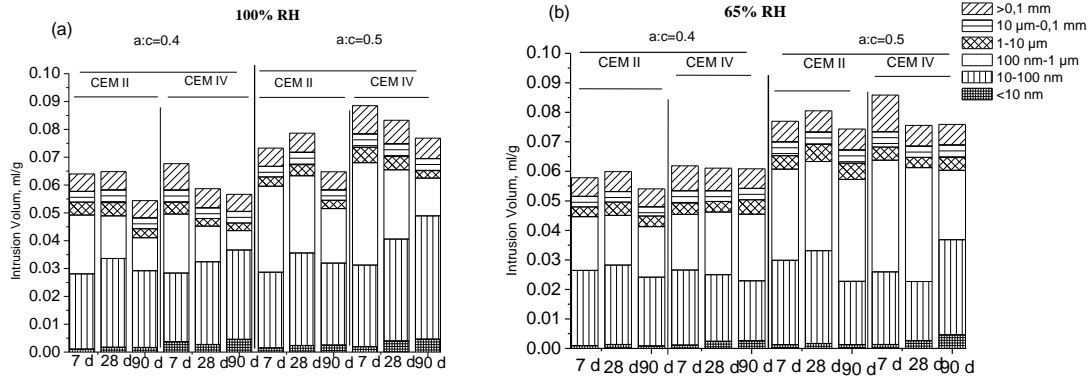 100% RH
(a)
a:c=0.4
a:c=0.5
CEM II
CEM IV
CEM II
CEM IV
Intrusion Volum, ml/g
0.10
0.09
0.08
0.07
0.06
0.05
0.04
0.03
0.02
0.01
0.00
7 d 28 d 90 d 7 d 28 d 90 d 7 d 28 d 90 d 7 d 28 d 90 d
65% RH
(b)
a:c=0.4
a:c=0.5
CEM II
CEM IV
CEM II
CEM IV
Intrusion Volum, ml/g
0.10
0.09
0.08
0.07
0.06
0.05
0.04
0.03
0.02
0.01
0.00
7 d 28 d 90 d 7 d 28 d 90 d 7 d 28 d 90 d 7 d 28 d 90 d
>0,1 mm
10 µm-0,1 mm
1-10 µm
100 nm-1 µm
10-100 nm
<10 nm